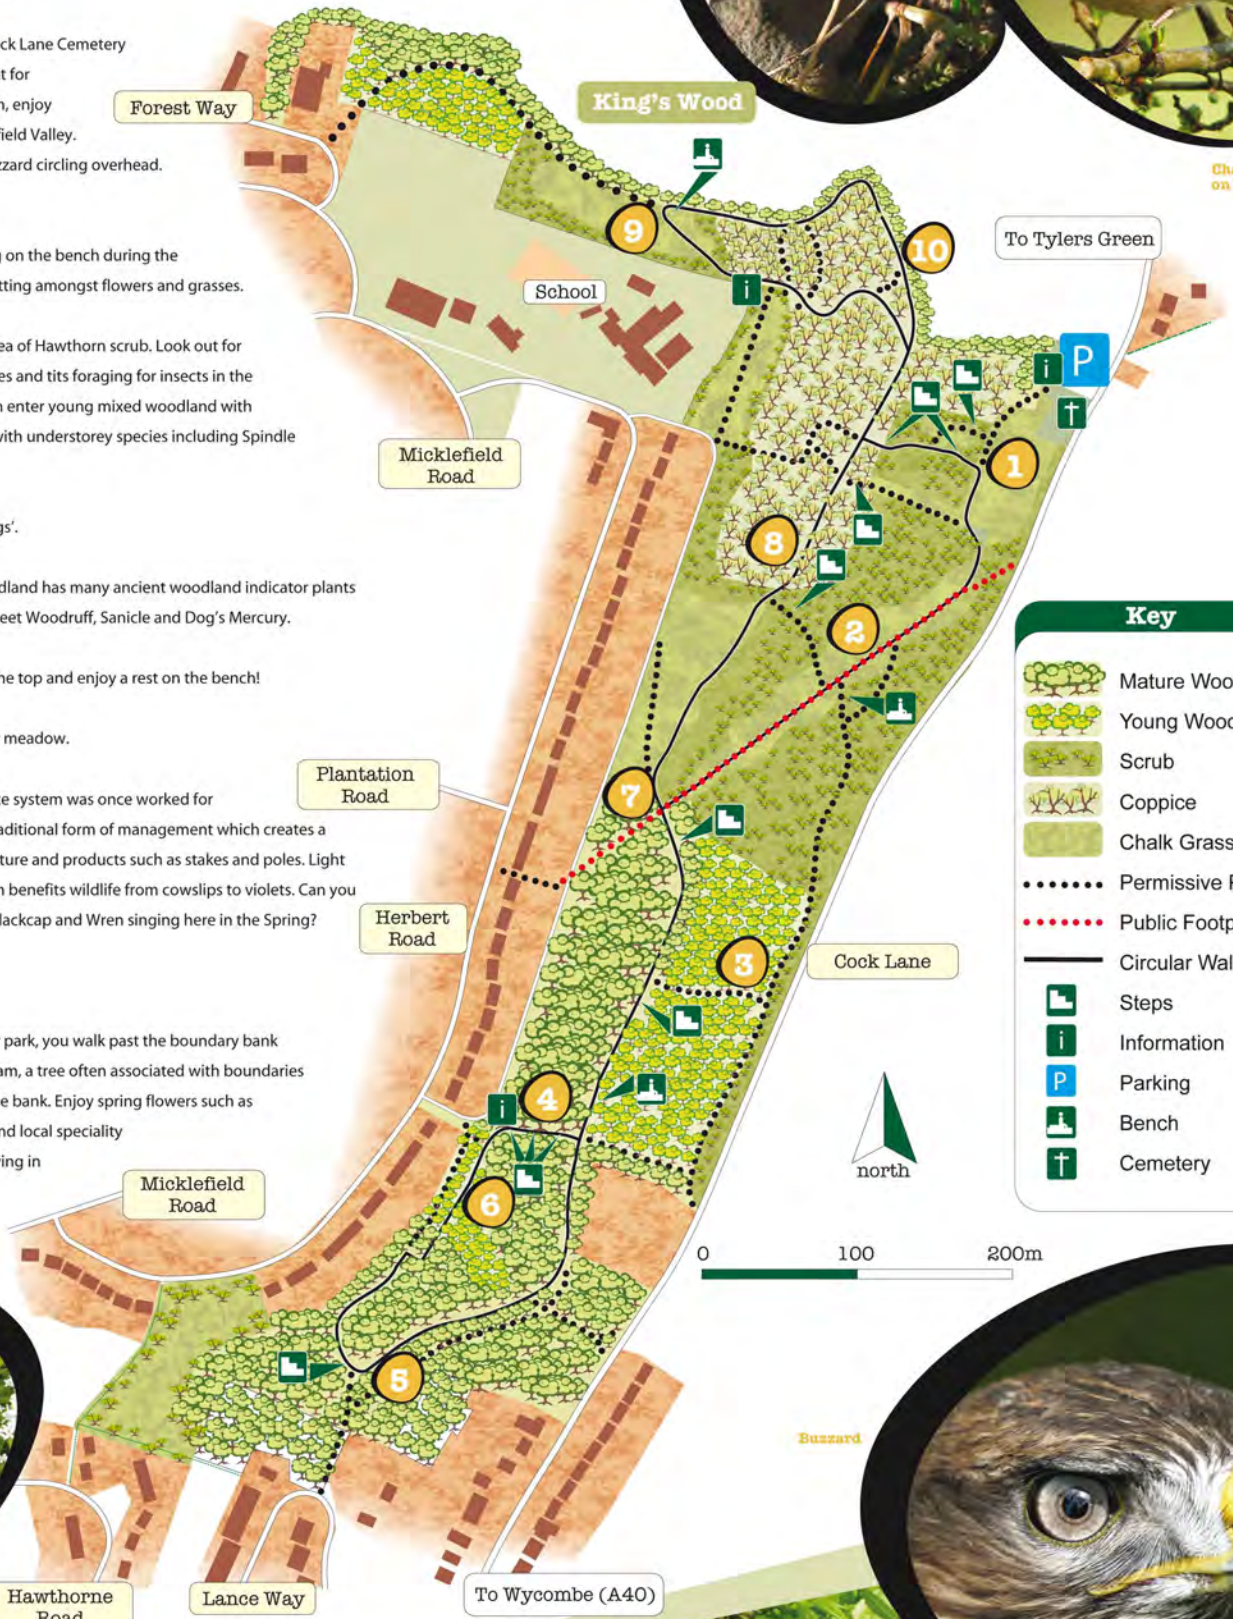 ck Lane Cemetery
t for
n, enjoy
field Valley.
zzard circling overhead.
g on the bench during the
tting amongst flowers and grasses.
ea of Hawthorn scrub. Look out for
es and tits foraging for insects in the
n enter young mixed woodland with
with understorey species including Spindle
gs’.
dland has many ancient woodland indicator plants
eet Woodruff, Sanicle and Dog’s Mercury.
he top and enjoy a rest on the bench!
meadow.
te system was once worked for
aditional form of management which creates a
ture and products such as stakes and poles. Light
n benefits wildlife from cowslips to violets. Can you
lackcap and Wren singing here in the Spring?
park, you walk past the boundary bank
am, a tree often associated with boundaries
e bank. Enjoy spring flowers such as
nd local speciality
ving in
Forest Way
King's Wood
Cha
on
To Tylers Green
9
10
School
i
i
P
Micklefield
Road
1
8
2
Plantation
Road
7
Herbert
Road
3
Cock Lane
4
i
6
Micklefield
Road
5
north
0 100 200m
Hawthorne
Road
Lance Way
To Wycombe (A40)
Key
Mature Woo
Young Wood
Scrub
Coppice
Chalk Grass
Permissive P
Public Footp
Circular Wal
Steps
i Information
P Parking
Bench
Cemetery
Buzzard